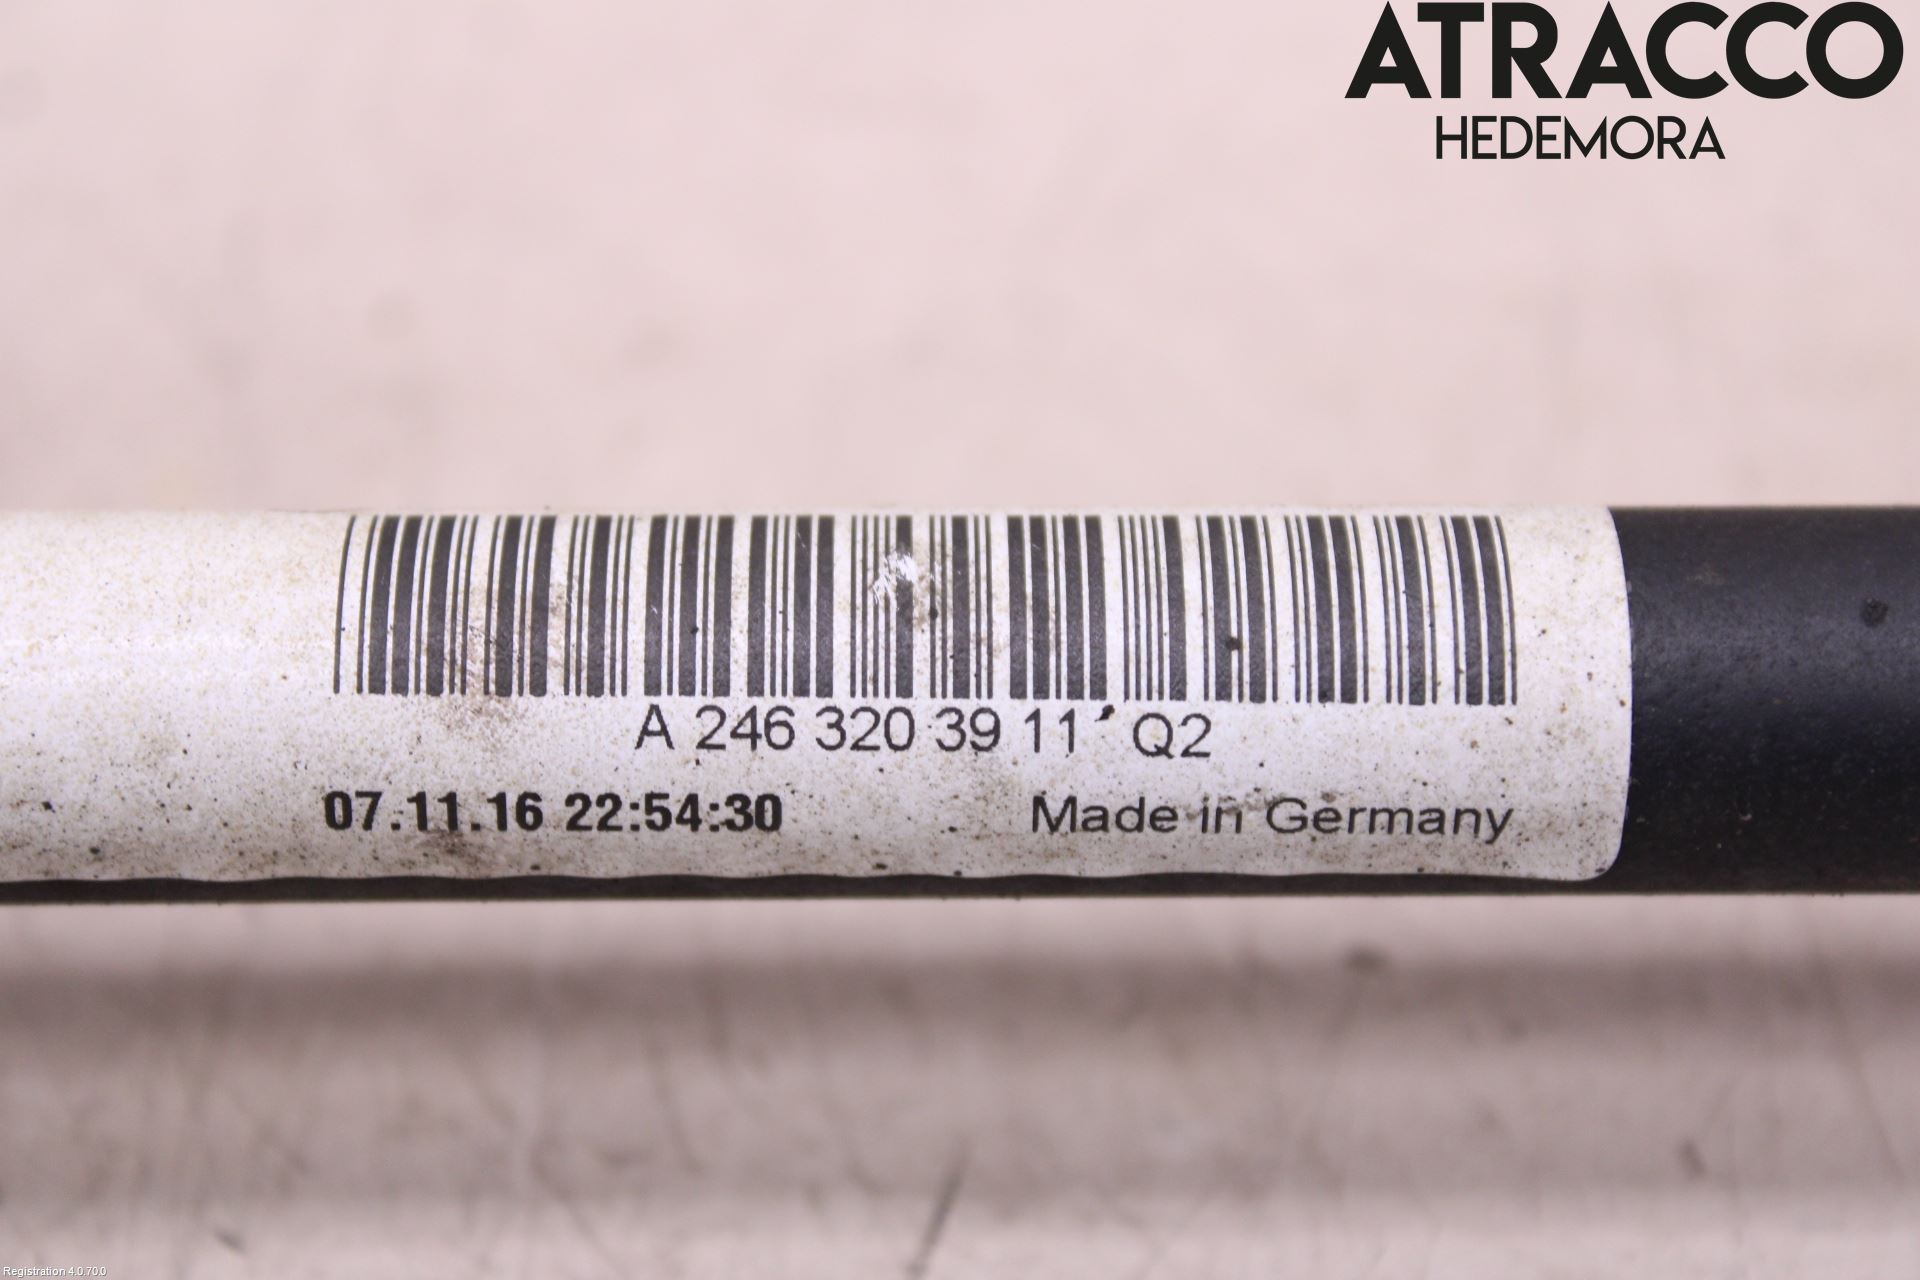 ATRACCO
HEDEMORA
A 246 320 39 11 Q2
07.11.16 22:54:30 Made in Germany
Registration 4.0.70.0